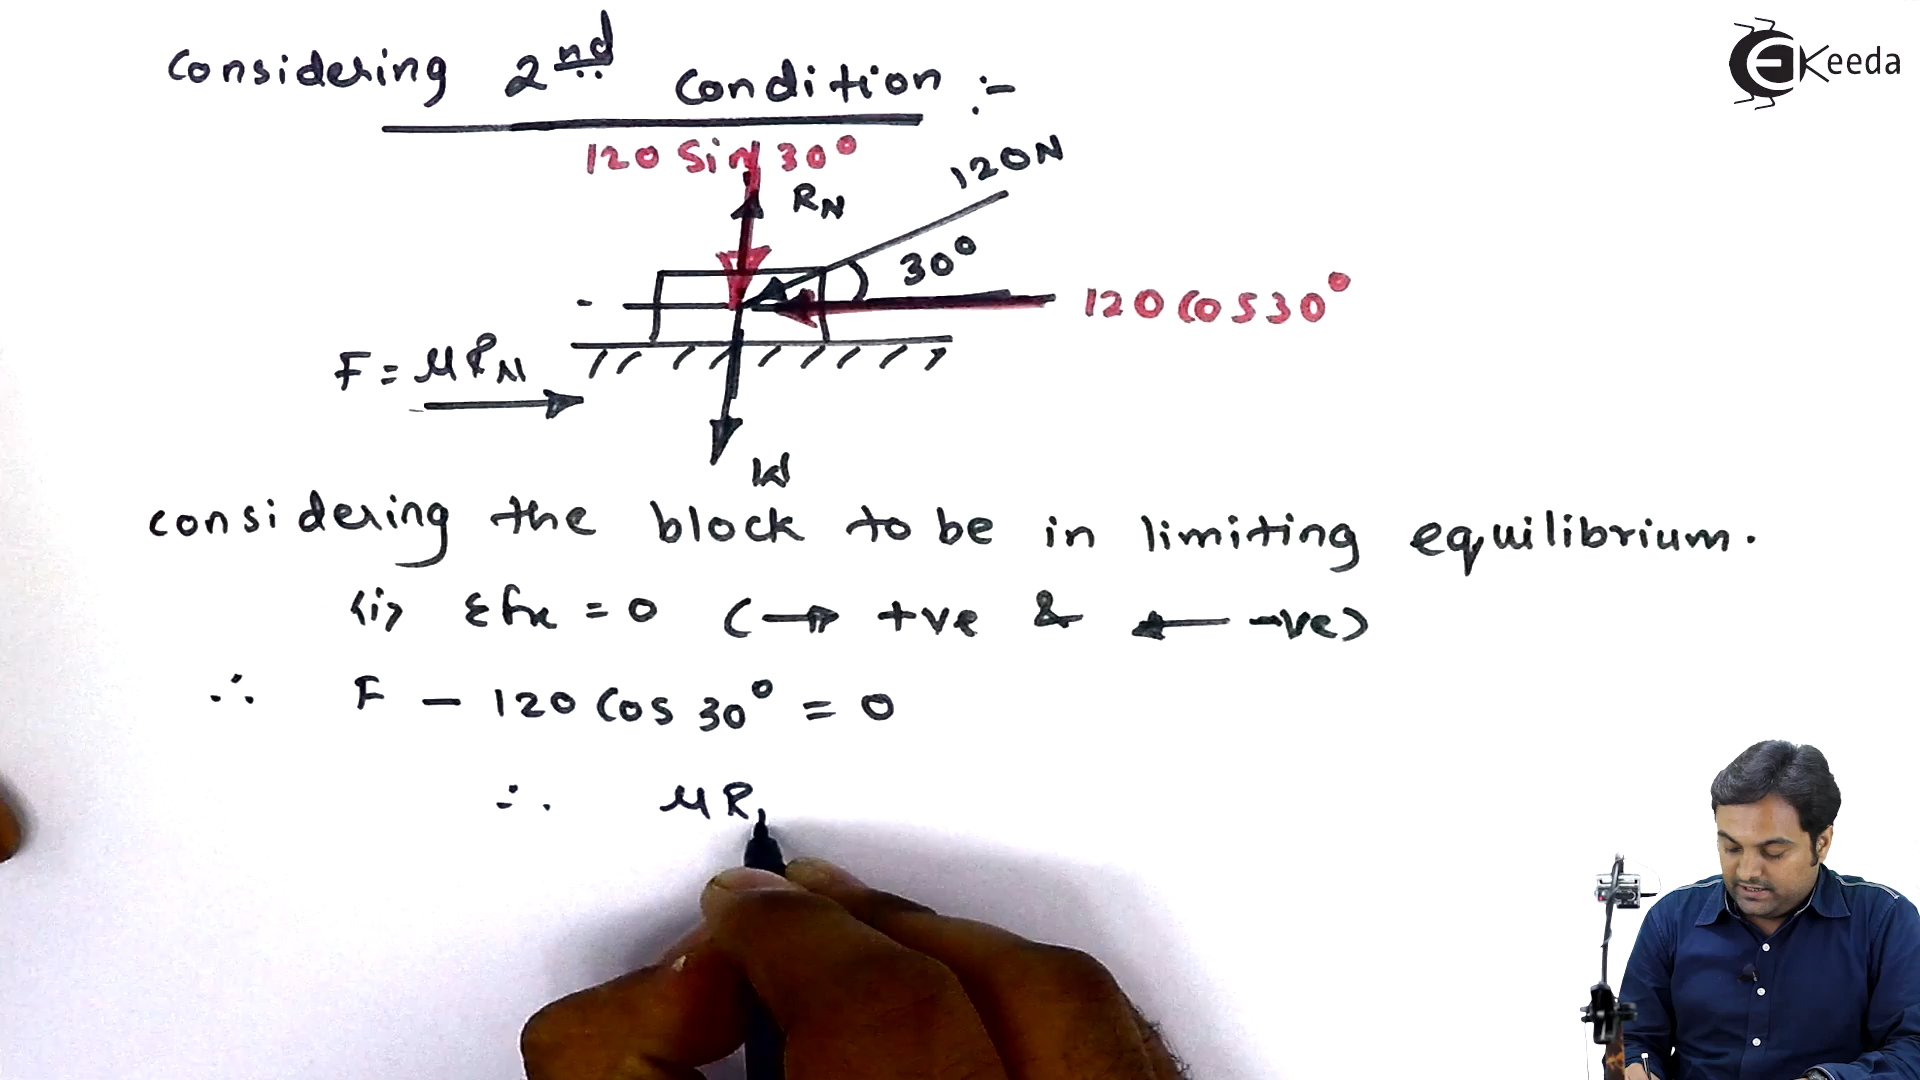 Considering 2nd Condition :-
EKeeda
120 Sin 30°
120N
RN
30°
120 Cos 30°
F = μRN
W
Considering the block to be in limiting equilibrium.
(i) Σfx = 0 (→ +ve & ← -ve)
∴ F - 120 Cos 30° = 0
∴ μR